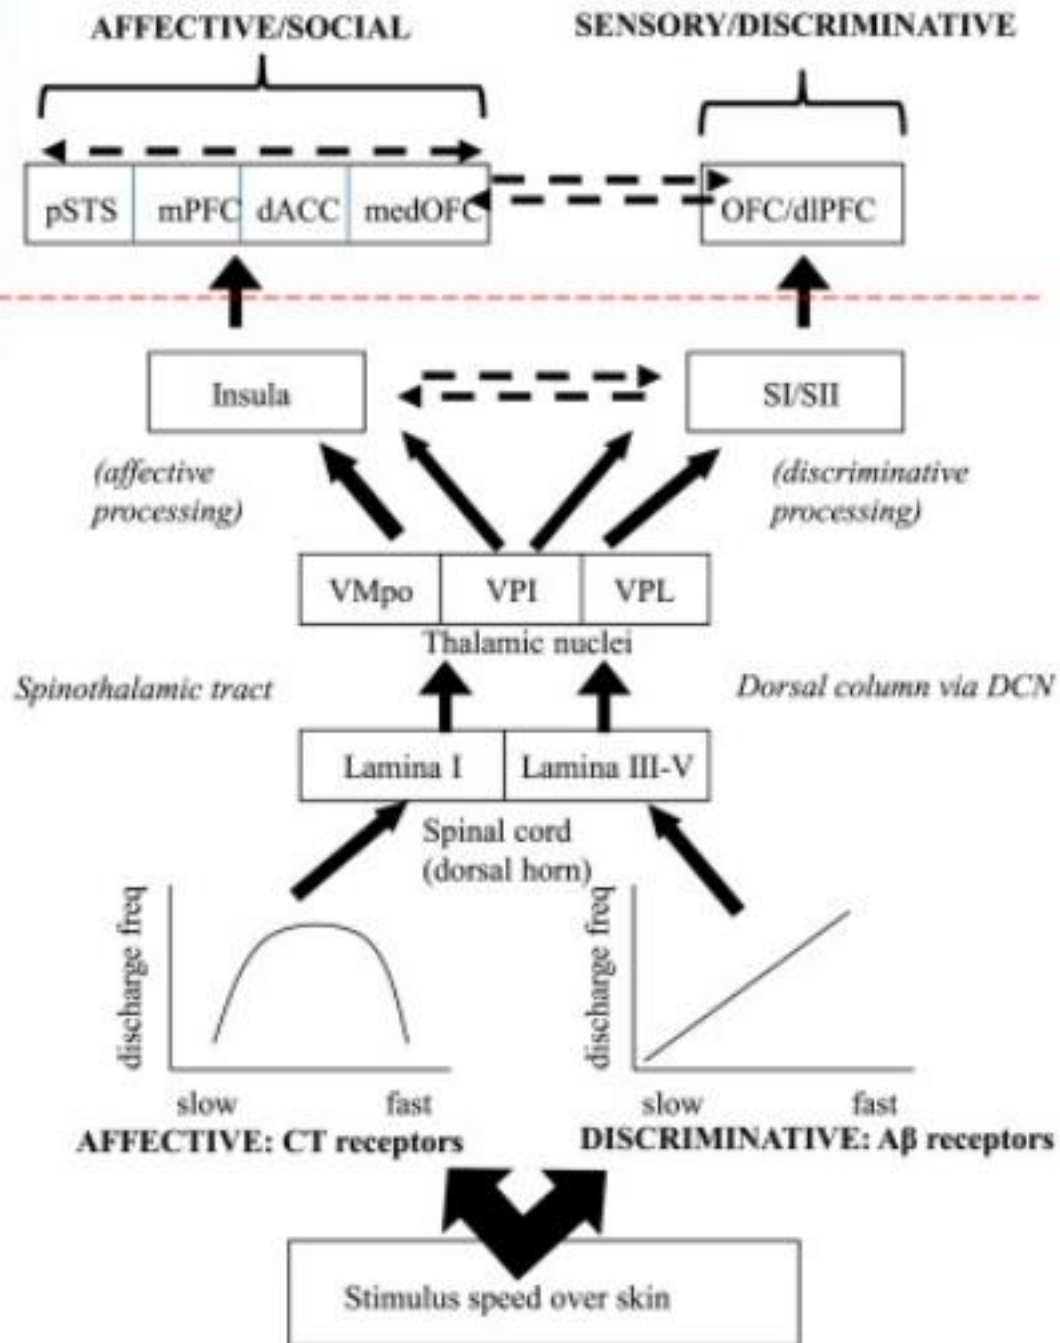 AFFECTIVE/SOCIAL
SENSORY/DISCRIMINATIVE
pSTS
mPFC
dACC
medOFC
OFC/dlPFC
Insula
SI/SII
(affective
processing)
(discriminative
processing)
VMpo
VPI
VPL
Thalamic nuclei
Spinothalamic tract
Dorsal column via DCN
Lamina I
Lamina III-V
Spinal cord
(dorsal horn)
discharge freq
discharge freq
slow
fast
slow
fast
AFFECTIVE: CT receptors
DISCRIMINATIVE: Aβ receptors
Stimulus speed over skin